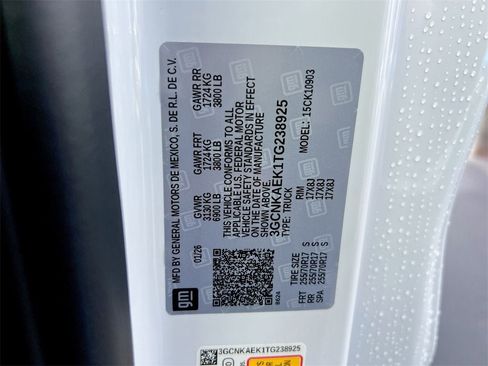 MFD BY GENERAL MOTORS DE MEXICO, S. DE R.L. DE C.V.
01/26 GVWR GAWR FRT GAWR RR
3130 KG 1724 KG 1724 KG
6900 LB 3800 LB 3800 LB
THIS VEHICLE CONFORMS TO ALL
APPLICABLE U.S. FEDERAL MOTOR
VEHICLE SAFETY STANDARDS IN EFFECT
ON THE DATE OF MANUFACTURE
SHOWN ABOVE.
3GCNKAEK1TG238925
TYPE: TRUCK MODEL: 15CK10903
TIRE SIZE RIM
FRT 255/70R17 S 17X8J
RR 255/70R17 S 17X8J
SPA 255/70R17 S 17X8J
gm
3GCNKAEK1TG238925